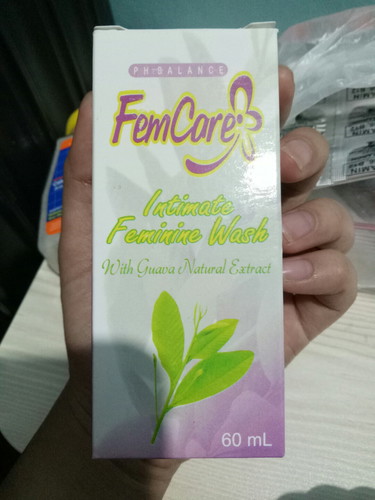 PH-BALANCE
FemCare
Intimate
Feminine Wash
With Guava Natural Extract
60 mL